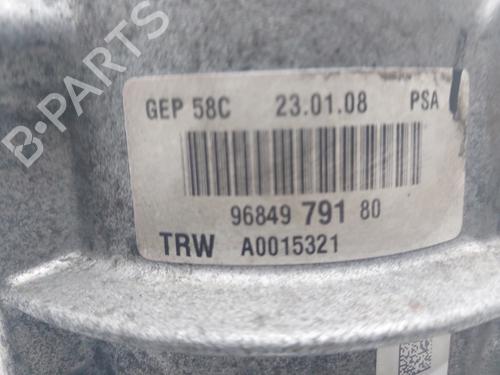 GEP 58C 23.01.08 PSA
96849 791 80
TRW A0015321
B-PARTS